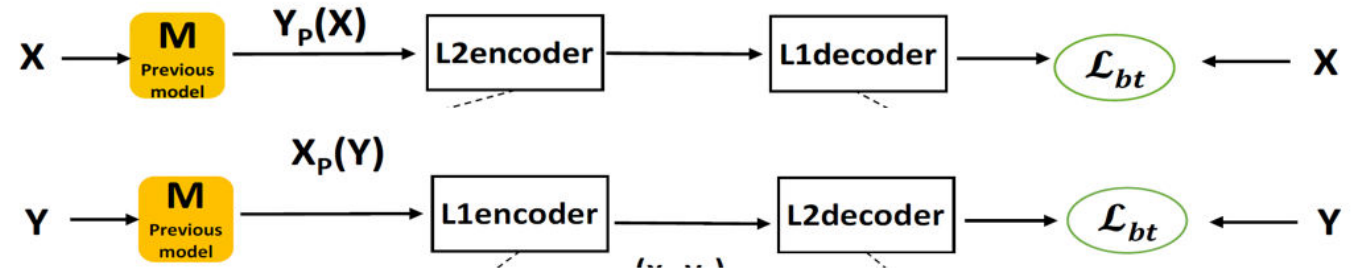 X M Previous model Y_P(X) L2encoder L1decoder ℒ_bt X
X_P(Y)
Y M Previous model L1encoder L2decoder ℒ_bt Y